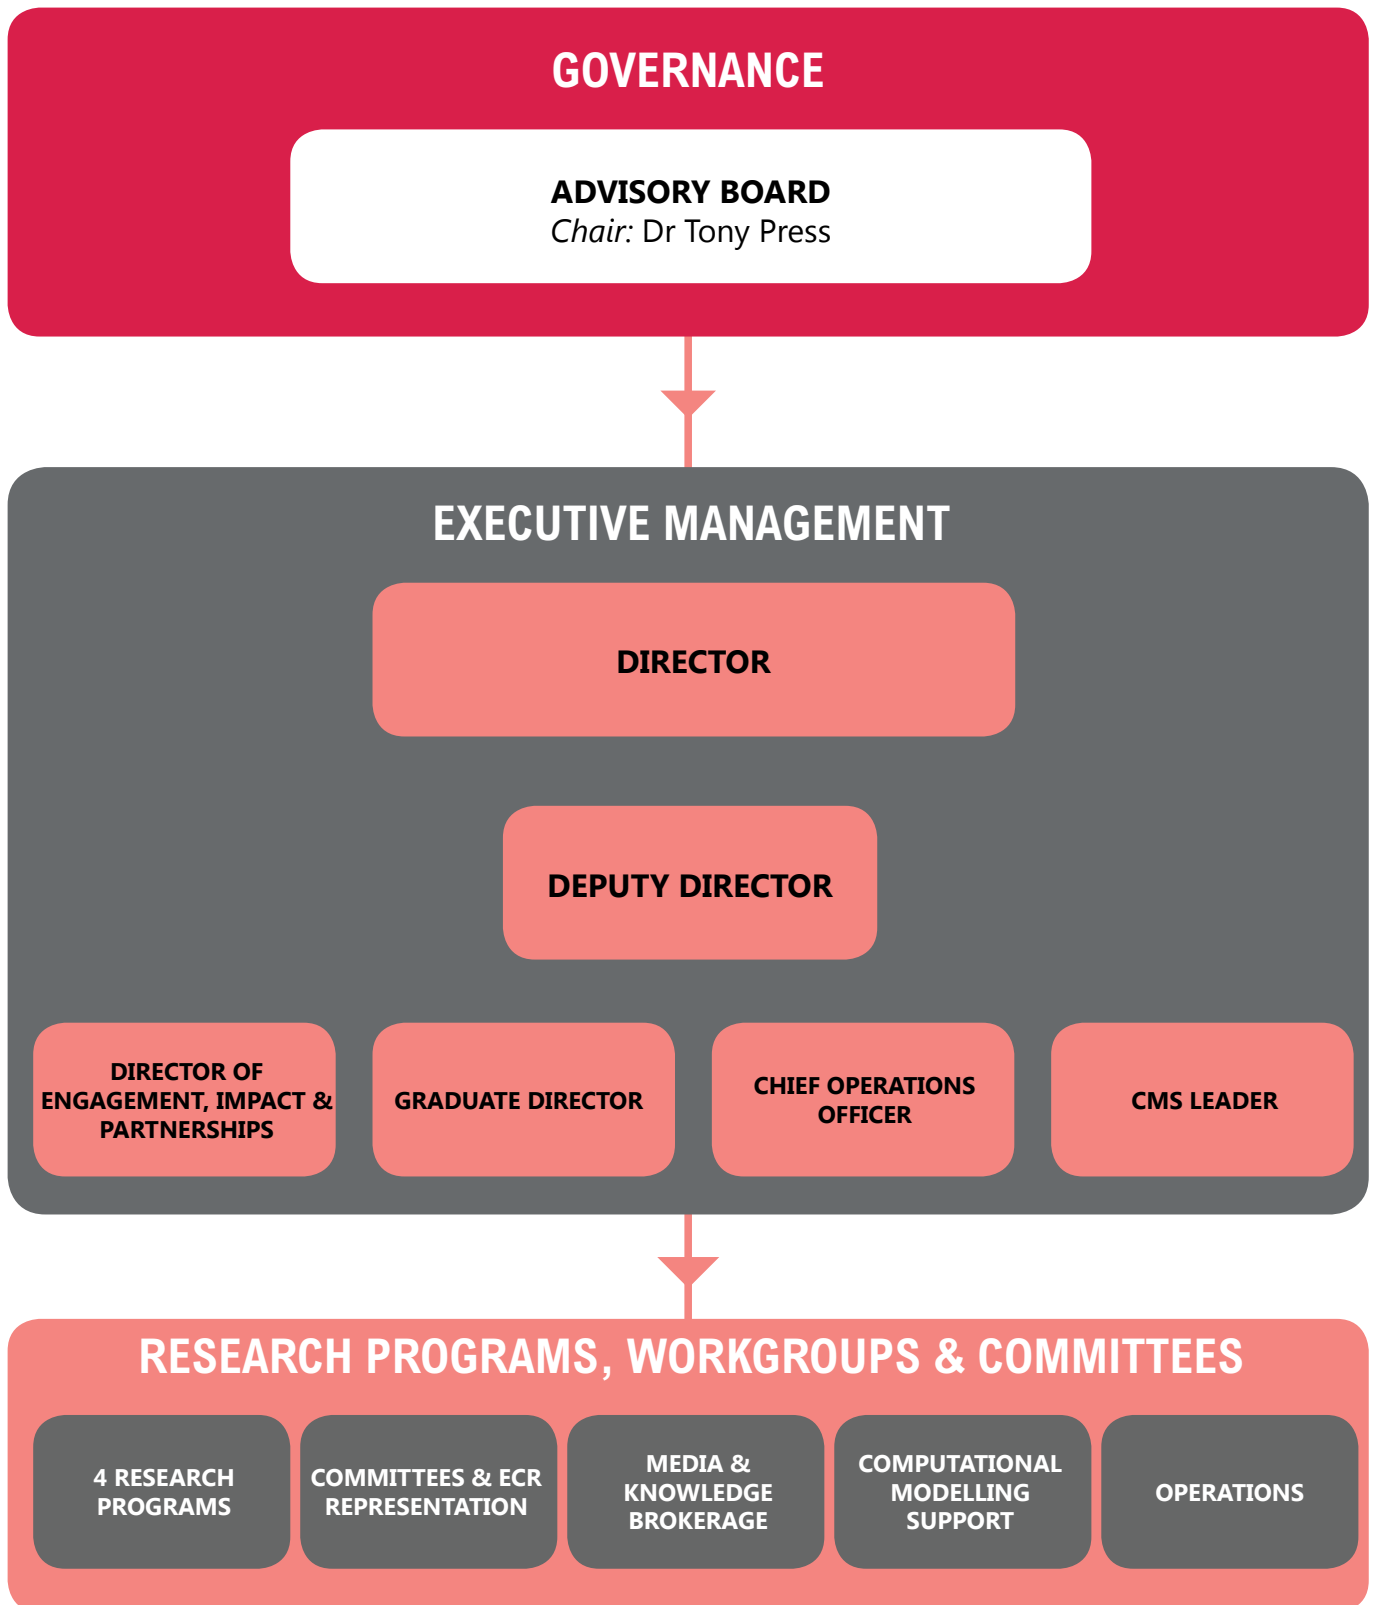 GOVERNANCE
ADVISORY BOARD
Chair: Dr Tony Press
EXECUTIVE MANAGEMENT
DIRECTOR
DEPUTY DIRECTOR
DIRECTOR OF
ENGAGEMENT, IMPACT &
PARTNERSHIPS
GRADUATE DIRECTOR
CHIEF OPERATIONS
OFFICER
CMS LEADER
RESEARCH PROGRAMS, WORKGROUPS & COMMITTEES
4 RESEARCH
PROGRAMS
COMMITTEES & ECR
REPRESENTATION
MEDIA &
KNOWLEDGE
BROKERAGE
COMPUTATIONAL
MODELLING
SUPPORT
OPERATIONS